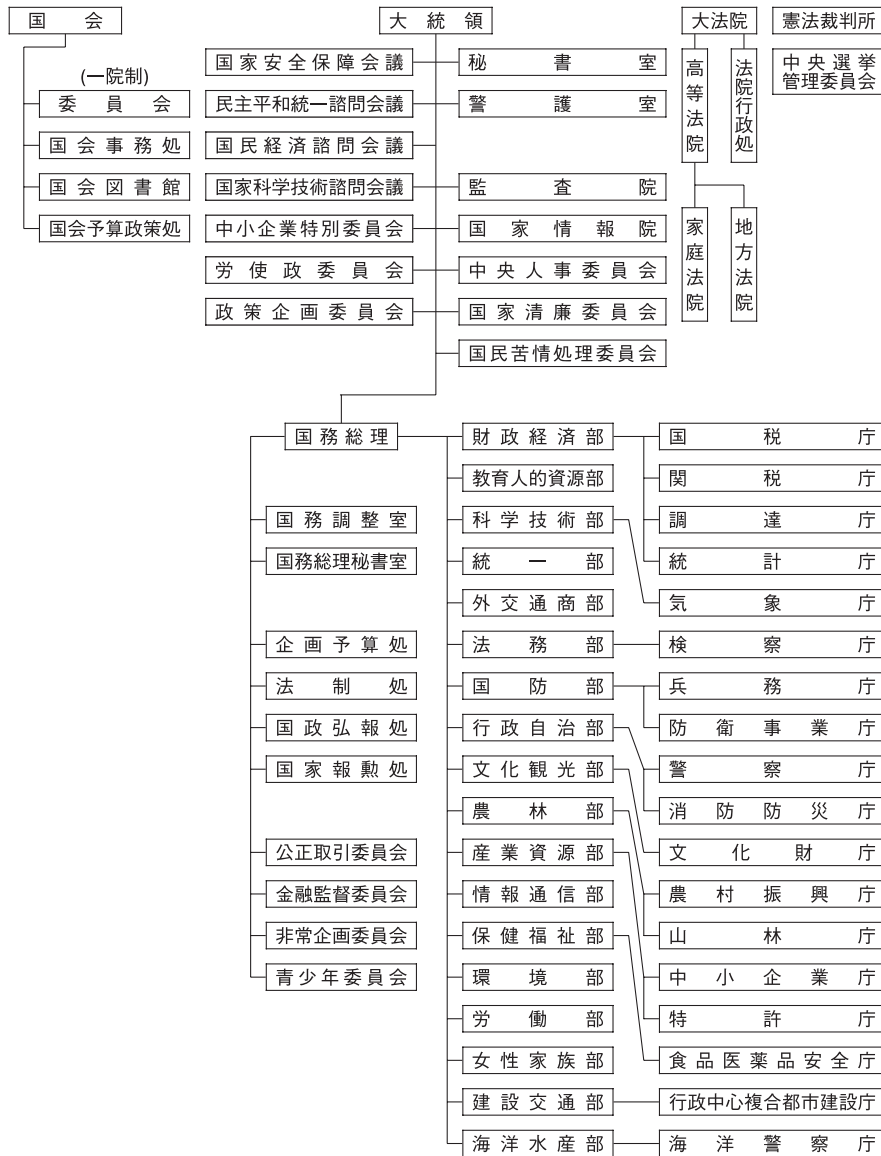 国会
(一院制)
委員会
国会事務処
国会図書館
国会予算政策処
大統領
国家安全保障会議
秘書室
民主平和統一諮問会議
警護室
国民経済諮問会議
国家科学技術諮問会議
監査院
中小企業特別委員会
国家情報院
労使政委員会
中央人事委員会
政策企画委員会
国家清廉委員会
国民苦情処理委員会
大法院
高等法院
法院行政処
家庭法院
地方法院
憲法裁判所
中央選挙
管理委員会
国務総理
国務調整室
国務総理秘書室
企画予算処
法制処
国政弘報処
国家報勲処
公正取引委員会
金融監督委員会
非常企画委員会
青少年委員会
財政経済部
教育人的資源部
科学技術部
統一部
外交通商部
法務部
国防部
行政自治部
文化観光部
農林部
産業資源部
情報通信部
保健福祉部
環境部
労働部
女性家族部
建設交通部
海洋水産部
国税庁
関税庁
調達庁
統計庁
気象庁
検察庁
兵務庁
防衛事業庁
警察庁
消防防災庁
文化財庁
農村振興庁
山林庁
中小企業庁
特許庁
食品医薬品安全庁
行政中心複合都市建設庁
海洋警察庁